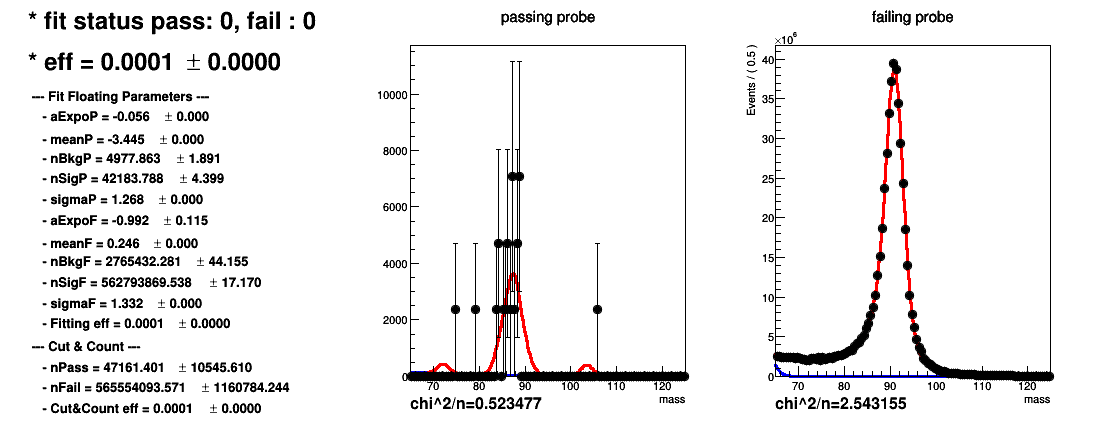 * fit status pass: 0, fail : 0
* eff = 0.0001 ± 0.0000
--- Fit Floating Parameters ---
- aExpoP = -0.056 ± 0.000
- meanP = -3.445 ± 0.000
- nBkgP = 4977.863 ± 1.891
- nSigP = 42183.788 ± 4.399
- sigmaP = 1.268 ± 0.000
- aExpoF = -0.992 ± 0.115
- meanF = 0.246 ± 0.000
- nBkgF = 2765432.281 ± 44.155
- nSigF = 562793869.538 ± 17.170
- sigmaF = 1.332 ± 0.000
- Fitting eff = 0.0001 ± 0.0000
--- Cut & Count ---
- nPass = 47161.401 ± 10545.610
- nFail = 565554093.571 ± 1160784.244
- Cut&Count eff = 0.0001 ± 0.0000
passing probe
10000
8000
6000
4000
2000
0
70 80 90 100 110 120
mass
chi^2/n=0.523477
failing probe
×10^6
Events / ( 0.5 )
40
35
30
25
20
15
10
5
0
70 80 90 100 110 120
mass
chi^2/n=2.543155